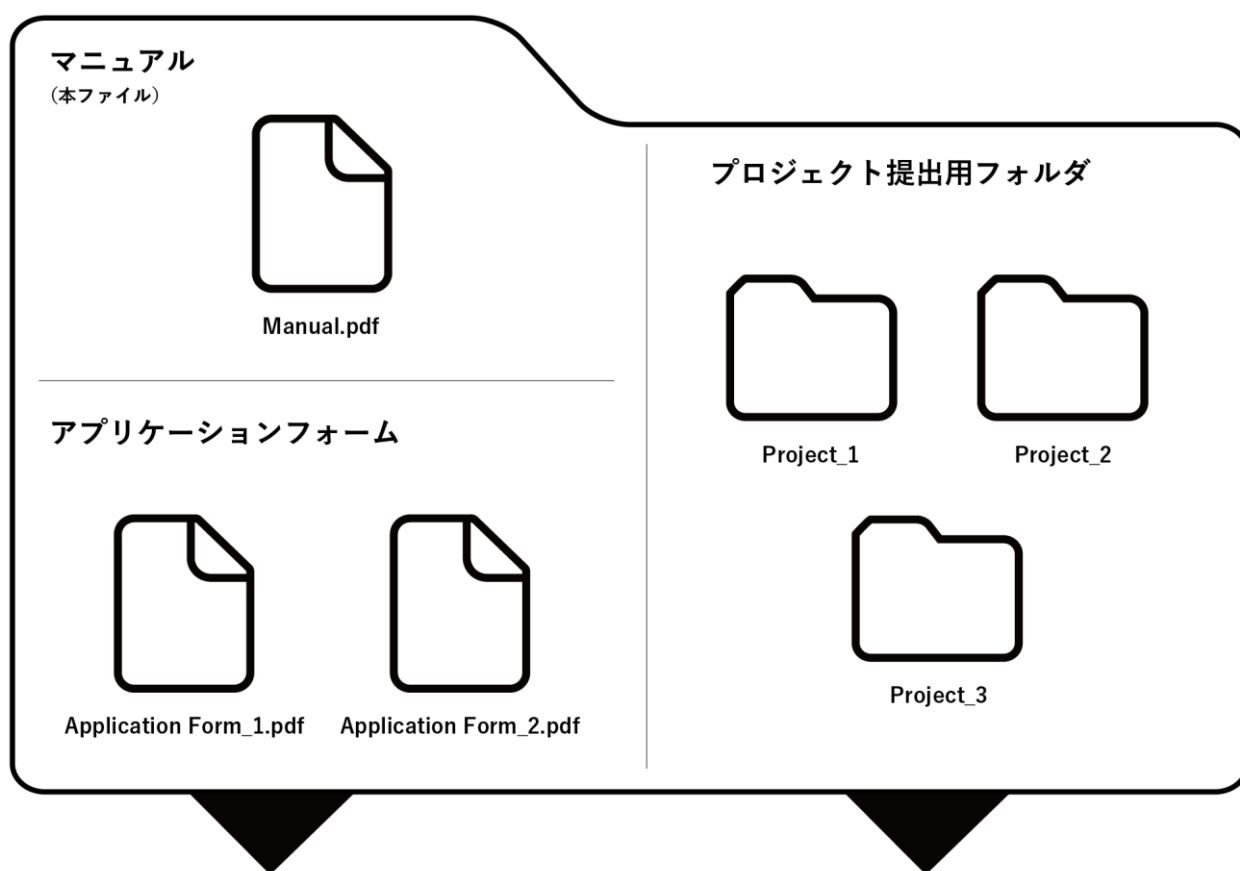 マニュアル
（本ファイル）
Manual.pdf
アプリケーションフォーム
Application Form_1.pdf
Application Form_2.pdf
プロジェクト提出用フォルダ
Project_1
Project_2
Project_3